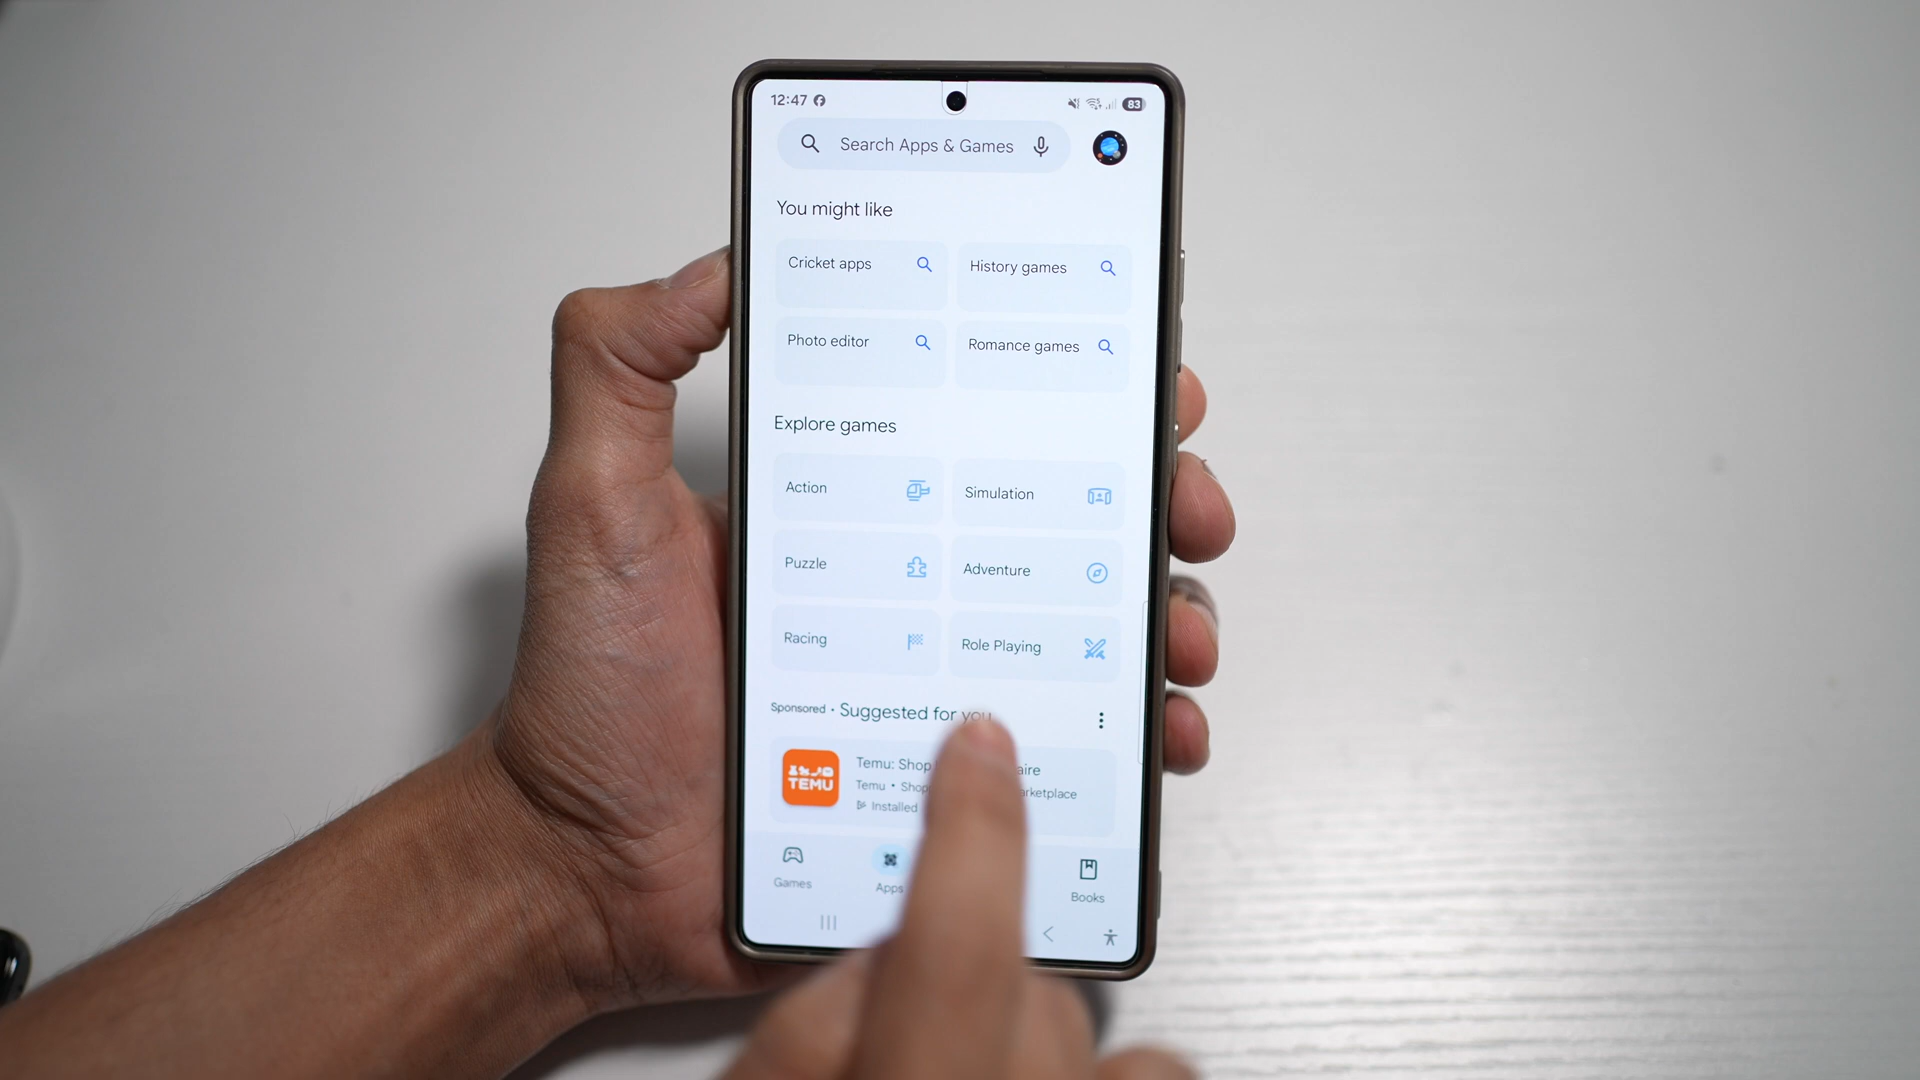 12:47
83
Search Apps & Games
You might like
Cricket apps
History games
Photo editor
Romance games
Explore games
Action
Simulation
Puzzle
Adventure
Racing
Role Playing
Sponsored • Suggested for you
TEMU
Temu: Shop aire
Temu • Shop arketplace
Installed
Games
Apps
Books